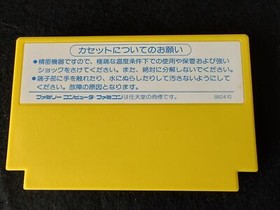 カセットについてのお願い
●精密機器ですので、極端な温度条件下での使用や保管および強い
ショックをさけてください。また、絶対に分解しないでください。
●端子部に手を触れたり、水にぬらしたりして汚さないようにして
ください。故障の原因となります。
ファミリーコンピュータ・ファミコンは任天堂の商標です。